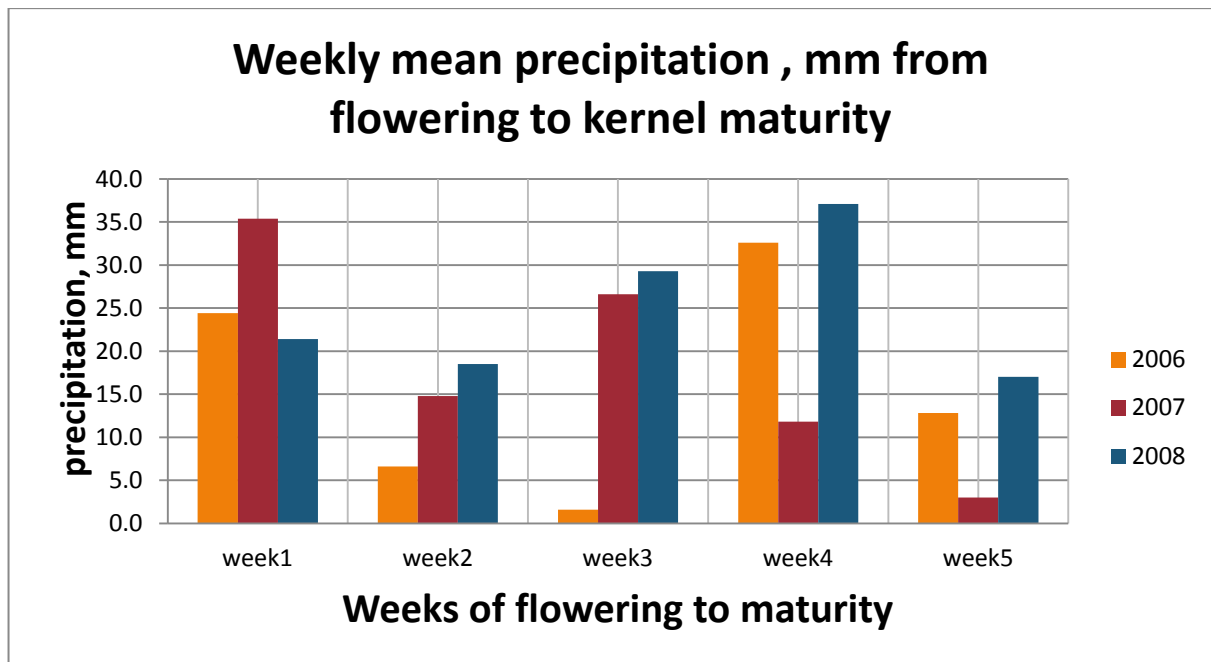 Weekly mean precipitation , mm from
flowering to kernel maturity
precipitation, mm
40.0
35.0
30.0
25.0
20.0
15.0
10.0
5.0
0.0
week1 week2 week3 week4 week5
Weeks of flowering to maturity
2006
2007
2008